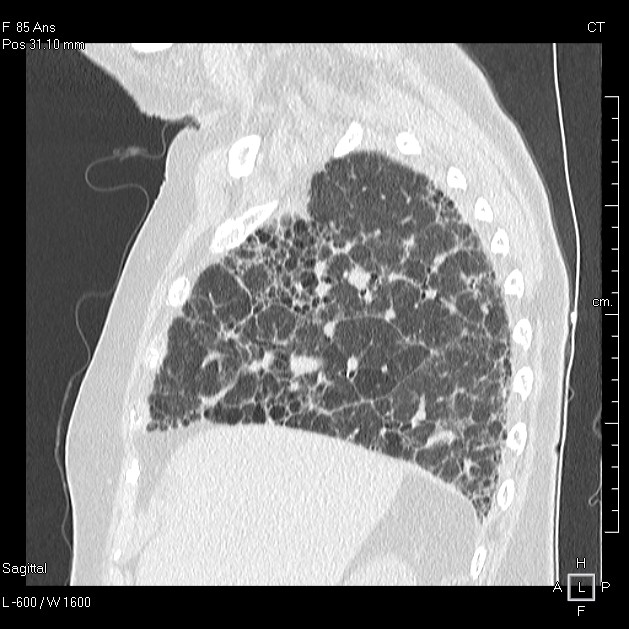 F 85 Ans
Pos 31.10 mm
CT
cm.
Sagittal
L-600 / W 1600
H
A L P
F